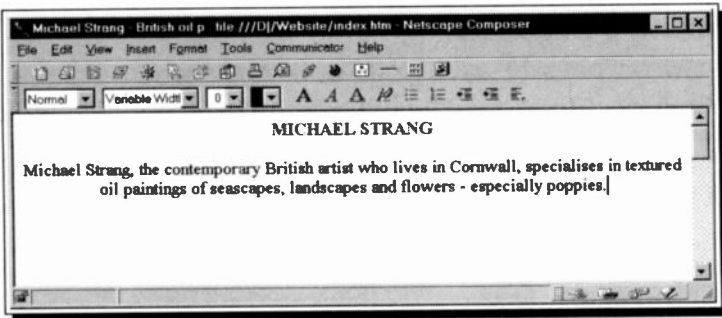 Michael Strang - British oil p file ///D|/Website/index htm - Netscape Composer
File Edit View Insert Format Tools Communicator Help
Normal Variable Widtl 0 A A A
MICHAEL STRANG
Michael Strang, the contemporary British artist who lives in Cornwall, specialises in textured
oil paintings of seascapes, landscapes and flowers - especially poppies.